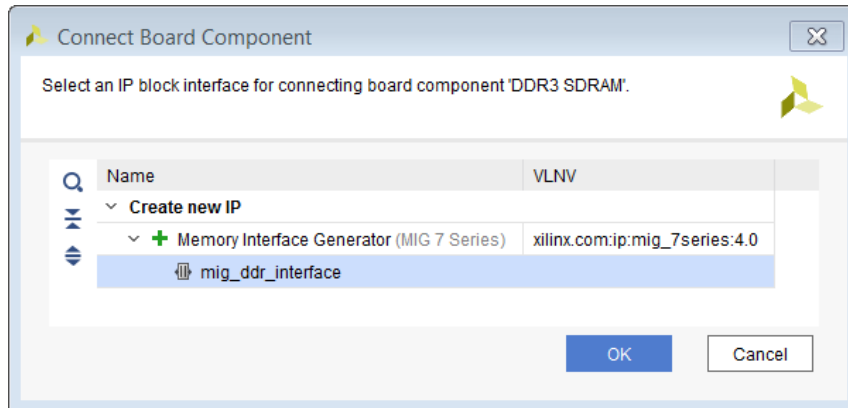 Connect Board Component
Select an IP block interface for connecting board component 'DDR3 SDRAM'.
Name VLNV
Create new IP
Memory Interface Generator (MIG 7 Series) xilinx.com:ip:mig_7series:4.0
mig_ddr_interface
OK Cancel